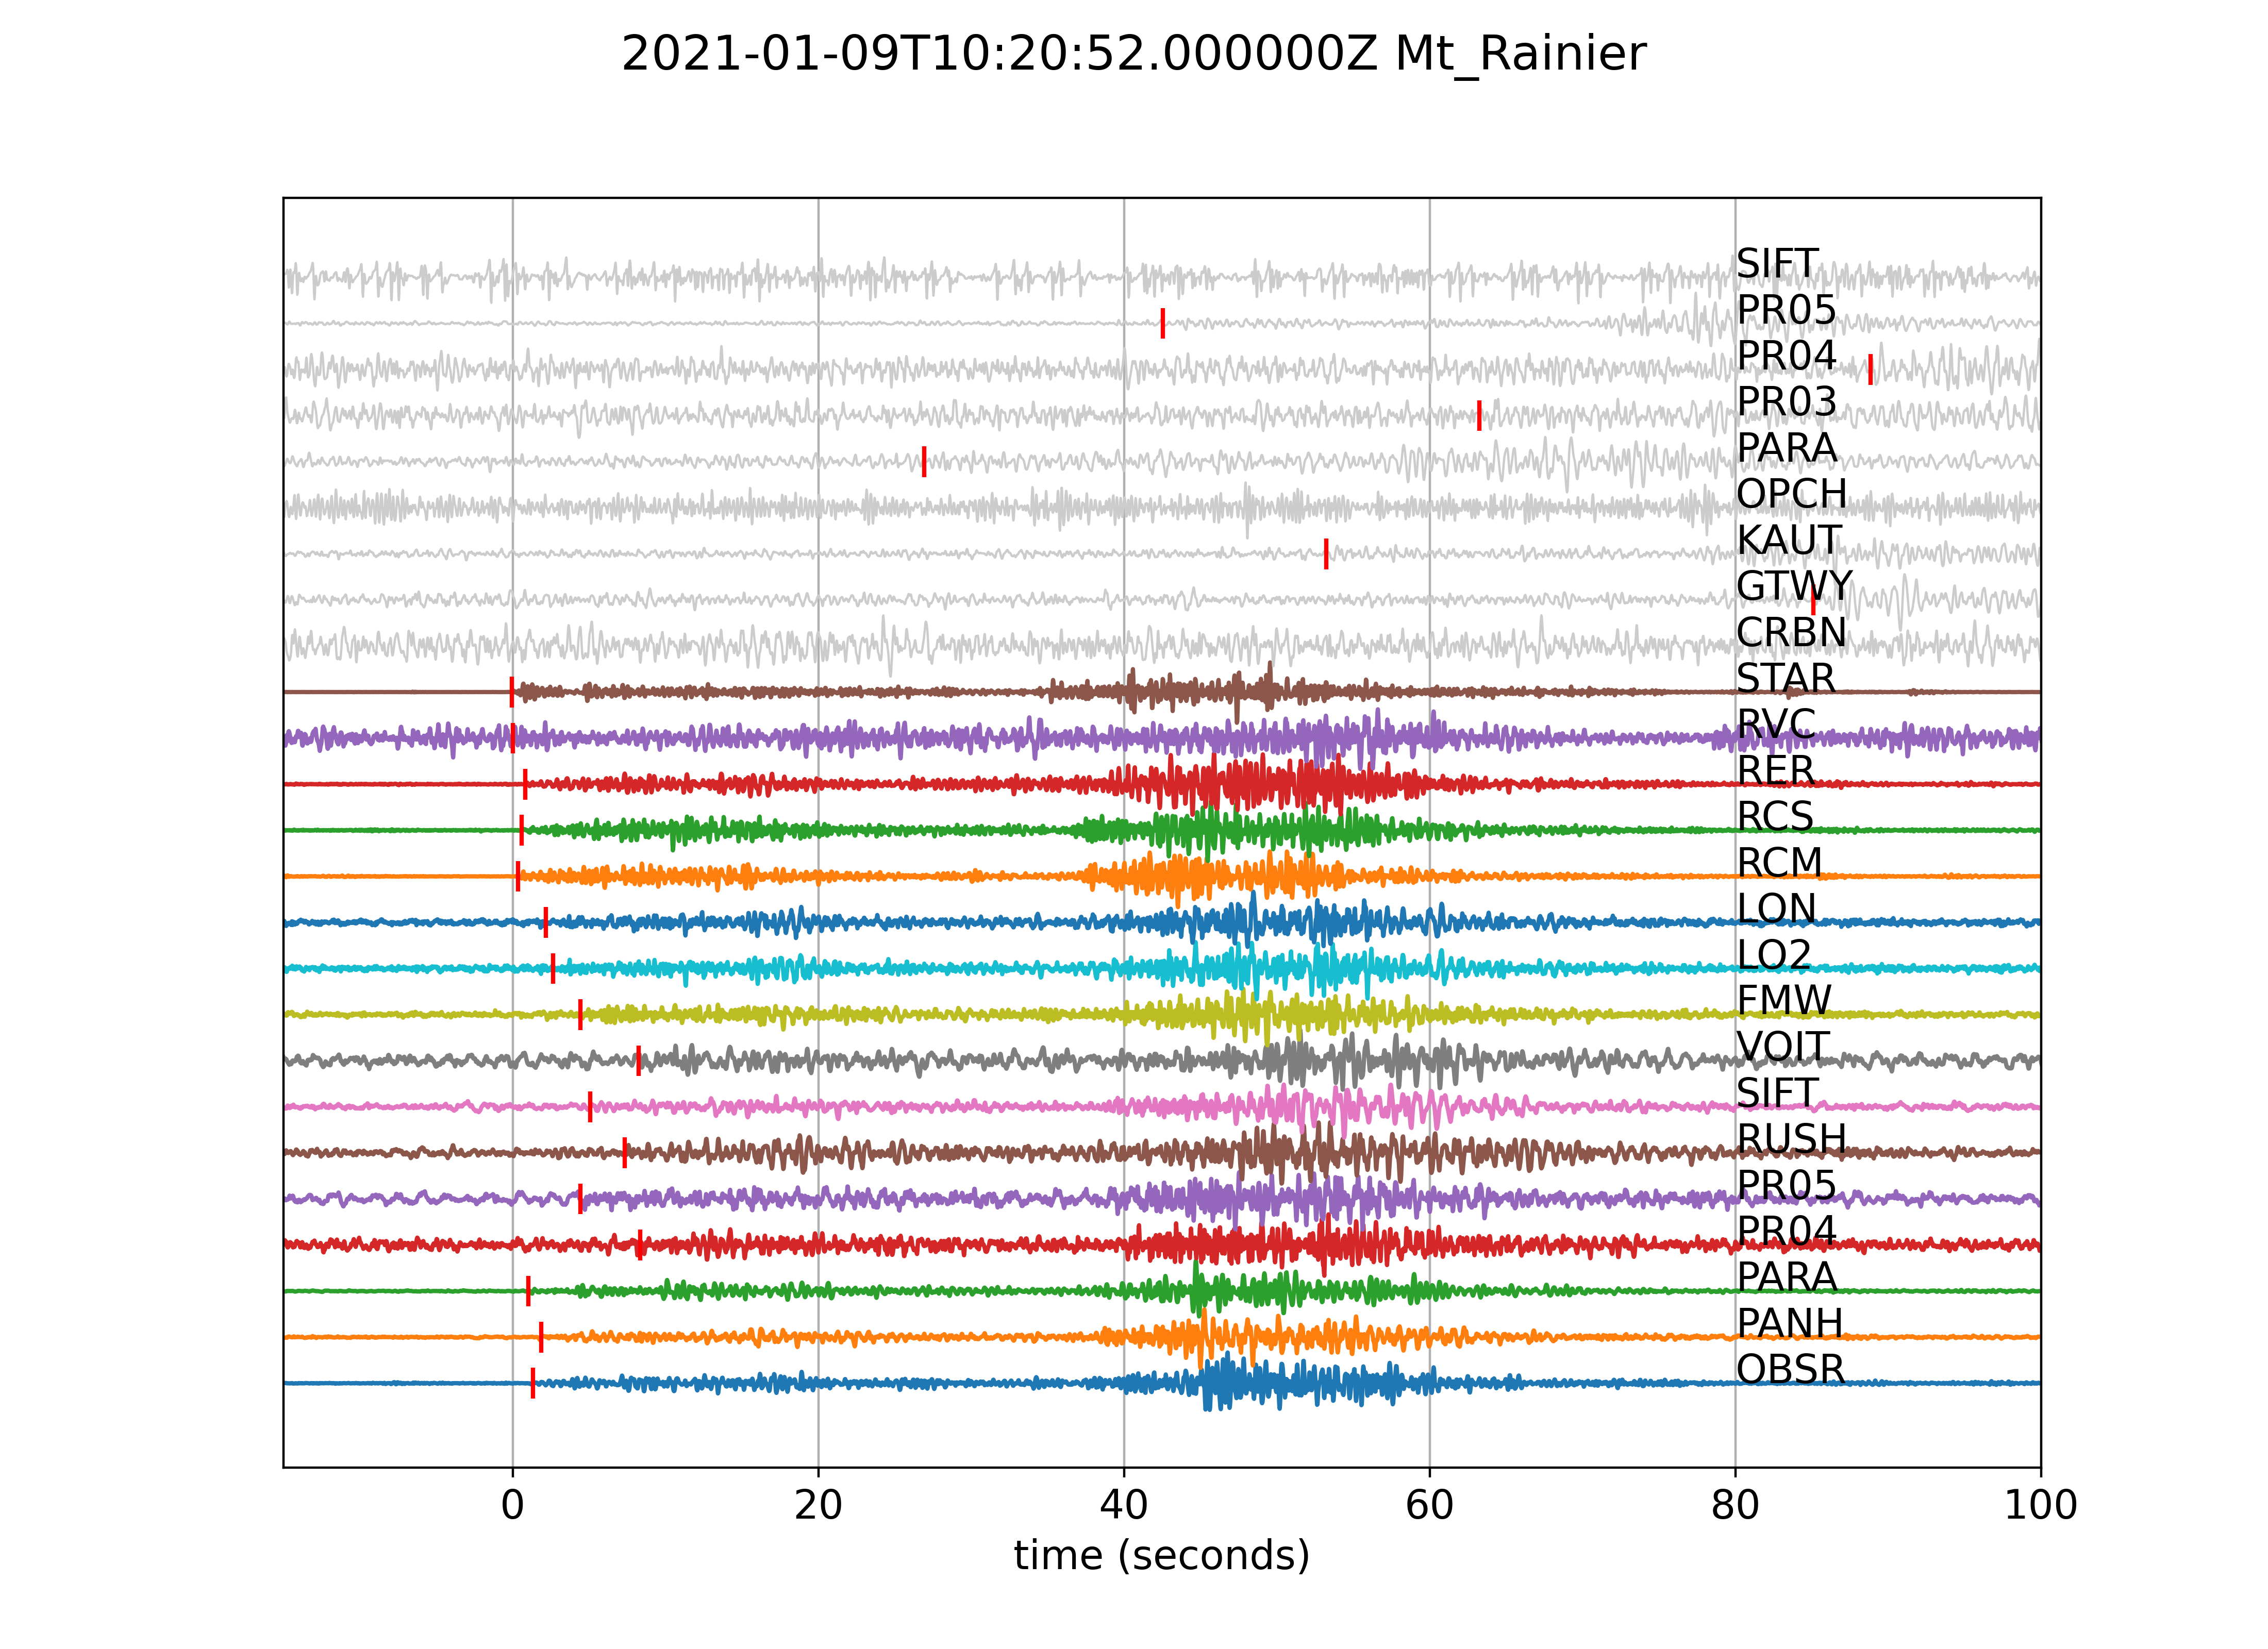 2021-01-09T10:20:52.000000Z Mt_Rainier
SIFT
PR05
PR04
PR03
PARA
OPCH
KAUT
GTWY
CRBN
STAR
RVC
RER
RCS
RCM
LON
LO2
FMW
VOIT
SIFT
RUSH
PR05
PR04
PARA
PANH
OBSR
0 20 40 60 80 100
time (seconds)